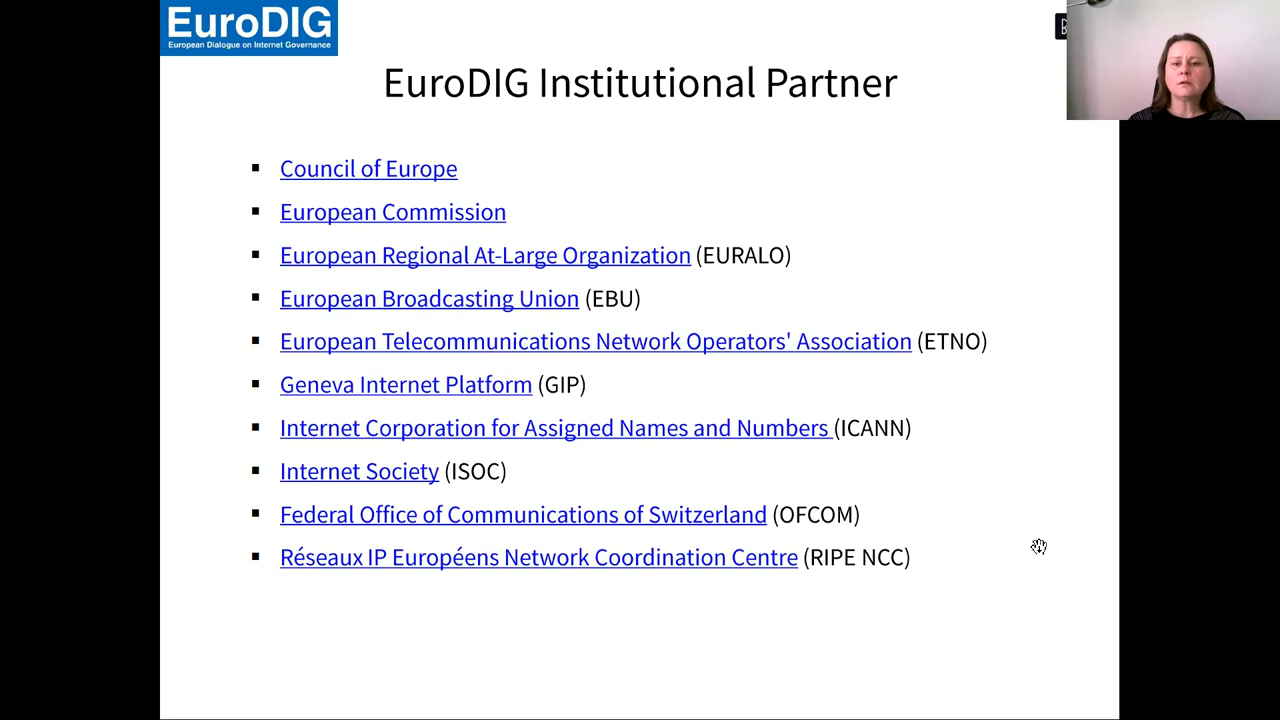 EuroDIG
European Dialogue on Internet Governance
EuroDIG Institutional Partner
Council of Europe
European Commission
European Regional At-Large Organization (EURALO)
European Broadcasting Union (EBU)
European Telecommunications Network Operators' Association (ETNO)
Geneva Internet Platform (GIP)
Internet Corporation for Assigned Names and Numbers (ICANN)
Internet Society (ISOC)
Federal Office of Communications of Switzerland (OFCOM)
Réseaux IP Européens Network Coordination Centre (RIPE NCC)